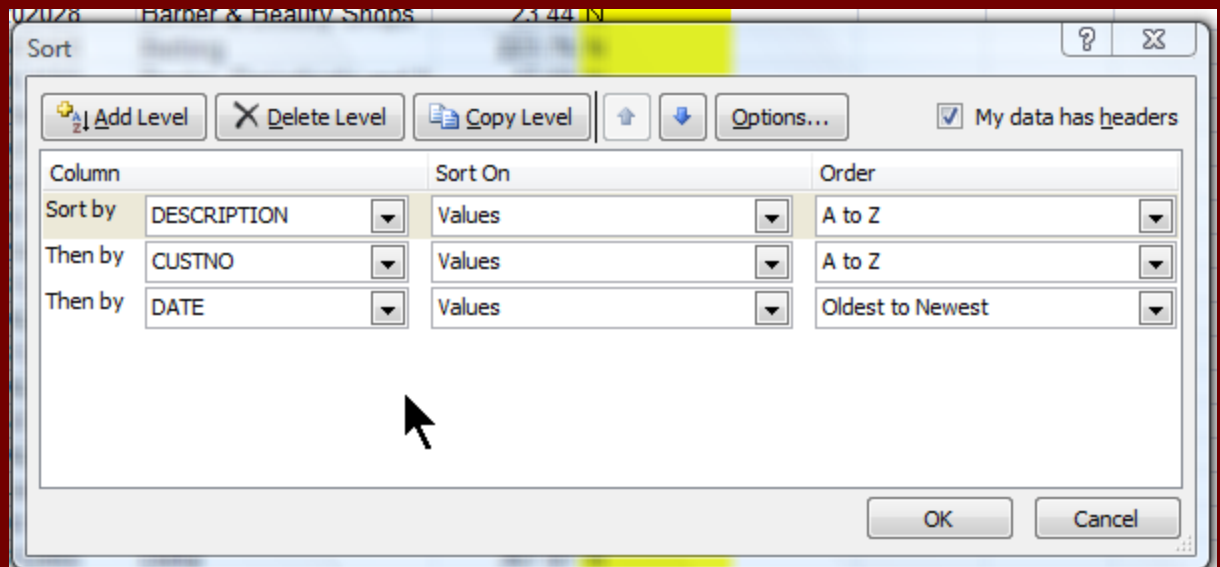 02028 Barber & Beauty Shops 23 44 N
Sort
Add Level Delete Level Copy Level Options... My data has headers
Column Sort On Order
Sort by DESCRIPTION Values A to Z
Then by CUSTNO Values A to Z
Then by DATE Values Oldest to Newest
OK Cancel